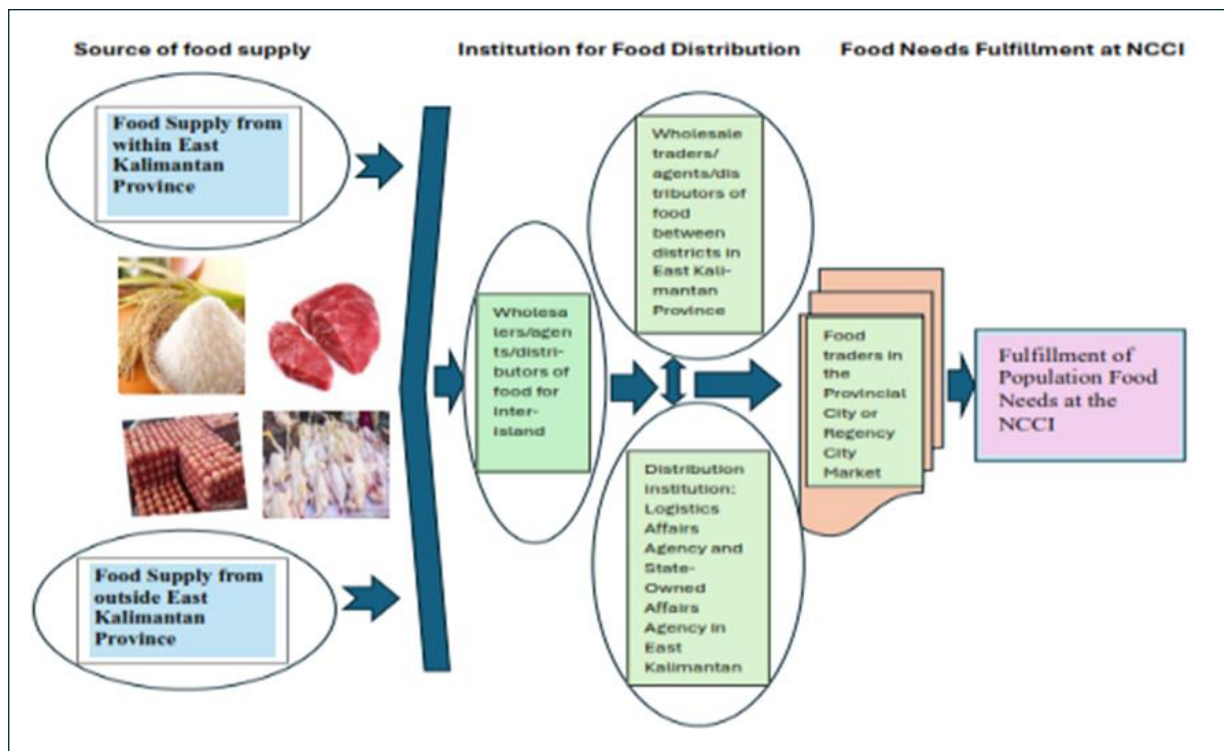 Source of food supply
Institution for Food Distribution
Food Needs Fulfillment at NCCI
Food Supply from
within East
Kalimantan
Province
Food Supply from
outside East
Kalimantan
Province
Wholesa
lers/agen
ts/distri-
butors of
food for
inter-
Island
Wholesale
traders/
agents/dis
tributors of
food
between
districts in
East Kali-
mantan
Province
Distribution
Institution:
Logistics
Affairs
Agency and
State-
Owned
Affairs
Agency in
East
Kalimantan
Food
traders in
the
Provincial
City or
Regency
City
Market
Fulfillment of
Population Food
Needs at the
NCCI